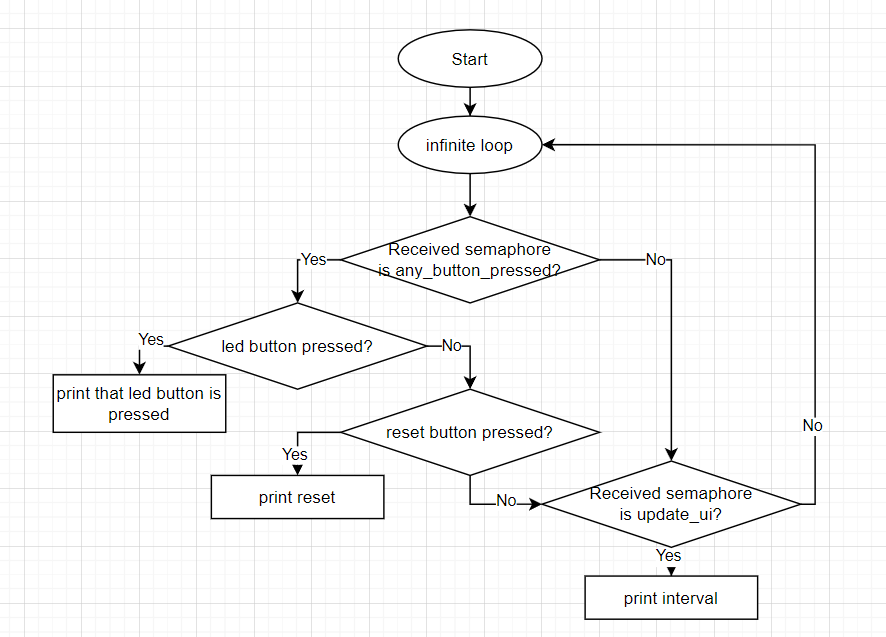 Start
infinite loop
Received semaphore
is any_button_pressed?
Yes
No
led button pressed?
Yes
No
print that led button is
pressed
reset button pressed?
No
Yes
print reset
Received semaphore
is update_ui?
No
Yes
print interval